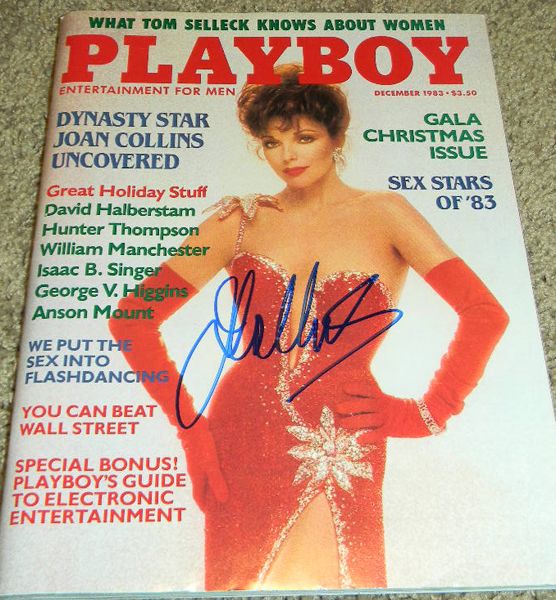 WHAT TOM SELLECK KNOWS ABOUT WOMEN
PLAYBOY
ENTERTAINMENT FOR MEN
DECEMBER 1983 • $3.50
DYNASTY STAR
JOAN COLLINS
UNCOVERED
Great Holiday Stuff
David Halberstam
Hunter Thompson
William Manchester
Isaac B. Singer
George V. Higgins
Anson Mount
WE PUT THE
SEX INTO
FLASHDANCING
YOU CAN BEAT
WALL STREET
SPECIAL BONUS!
PLAYBOY'S GUIDE
TO ELECTRONIC
ENTERTAINMENT
GALA
CHRISTMAS
ISSUE
SEX STARS
OF '83